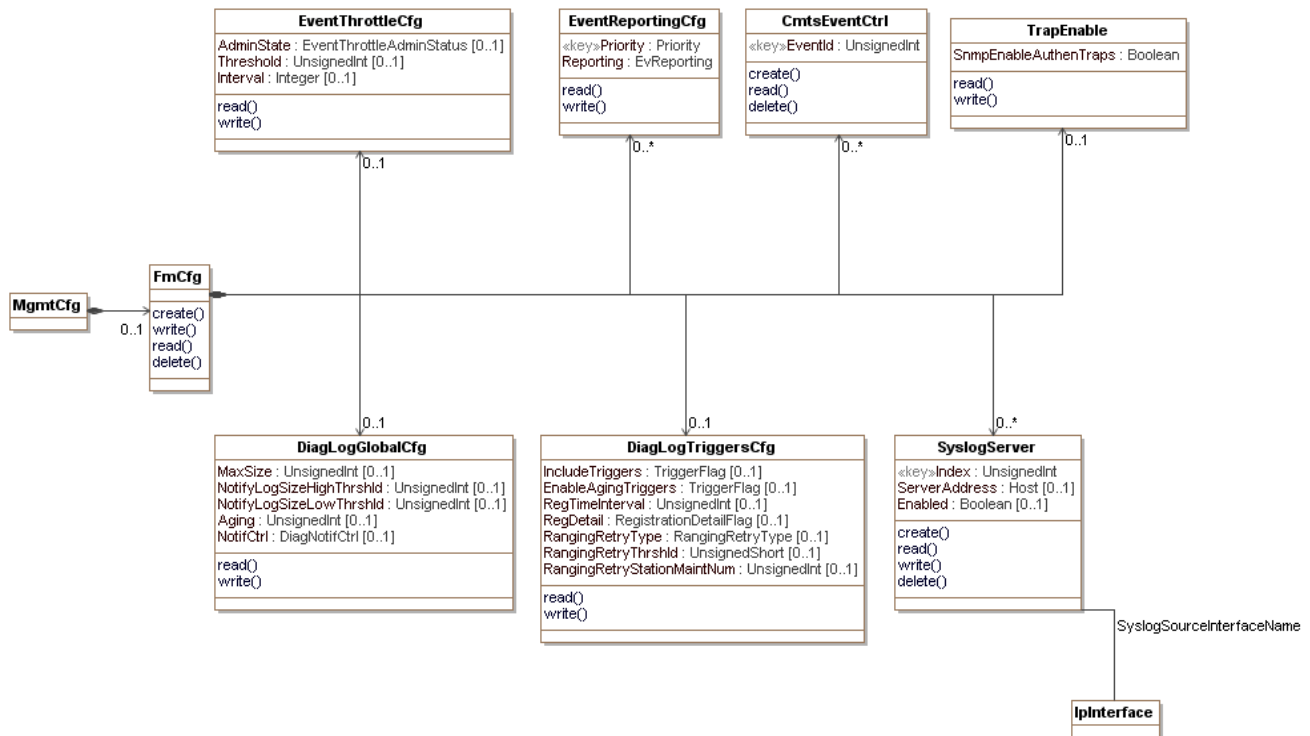 EventThrottleCfg
AdminState : EventThrottleAdminStatus [0..1]
Threshold : UnsignedInt [0..1]
Interval : Integer [0..1]
read()
write()
0..1
EventReportingCfg
«key»Priority : Priority
Reporting : EvReporting
read()
write()
0..*
CmtsEventCtrl
«key»EventId : UnsignedInt
create()
read()
delete()
0..*
TrapEnable
SnmpEnableAuthenTraps : Boolean
read()
write()
0..1
MgmtCfg
0..1
FmCfg
create()
write()
read()
delete()
0..1
DiagLogGlobalCfg
MaxSize : UnsignedInt [0..1]
NotifyLogSizeHighThrshld : UnsignedInt [0..1]
NotifyLogSizeLowThrshld : UnsignedInt [0..1]
Aging : UnsignedInt [0..1]
NotifCtrl : DiagNotifCtrl [0..1]
read()
write()
0..1
DiagLogTriggersCfg
IncludeTriggers : TriggerFlag [0..1]
EnableAgingTriggers : TriggerFlag [0..1]
RegTimeInterval : UnsignedInt [0..1]
RegDetail : RegistrationDetailFlag [0..1]
RangingRetryType : RangingRetryType [0..1]
RangingRetryThrshld : UnsignedShort [0..1]
RangingRetryStationMaintNum : UnsignedInt [0..1]
read()
write()
0..*
SyslogServer
«key»Index : UnsignedInt
ServerAddress : Host [0..1]
Enabled : Boolean [0..1]
create()
read()
write()
delete()
SyslogSourceInterfaceName
IpInterface